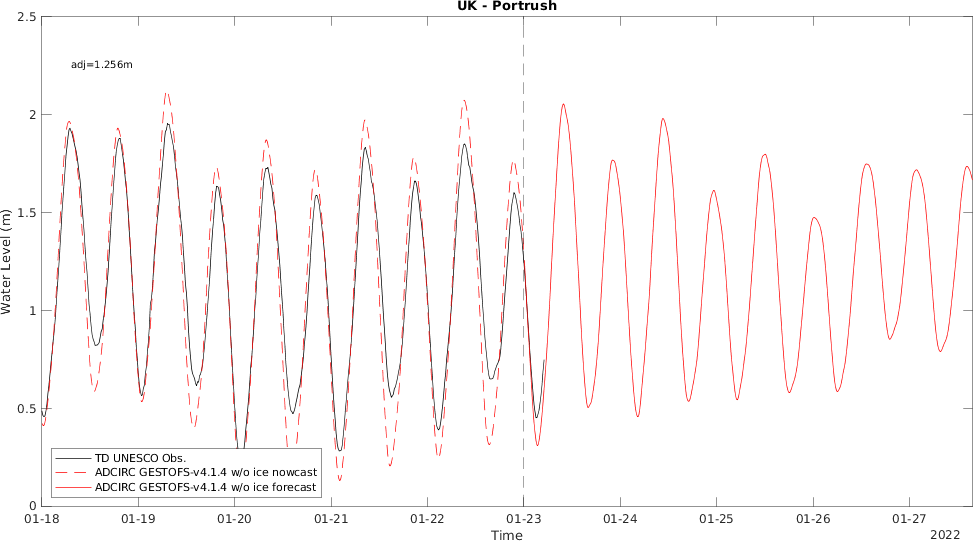 UK - Portrush
2.5
2
1.5
1
0.5
0
Water Level (m)
adj=1.256m
TD UNESCO Obs.
ADCIRC GESTOFS-v4.1.4 w/o ice nowcast
ADCIRC GESTOFS-v4.1.4 w/o ice forecast
01-18 01-19 01-20 01-21 01-22 01-23 01-24 01-25 01-26 01-27
Time
2022